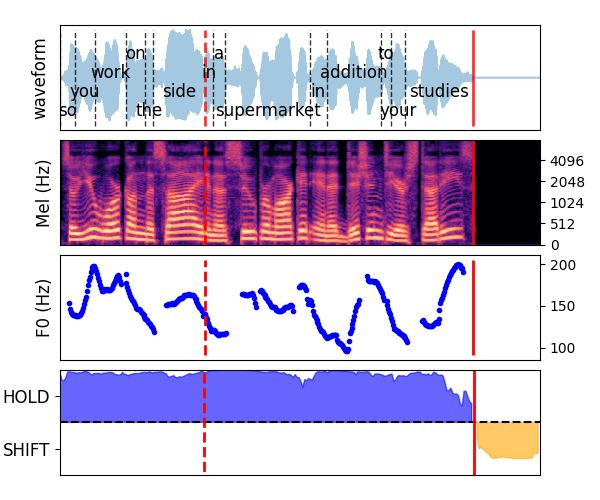 waveform
on a to
work in addition
you side in studies
so the supermarket your
Mel (Hz)
4096
2048
1024
512
0
F0 (Hz)
200
150
100
HOLD
SHIFT